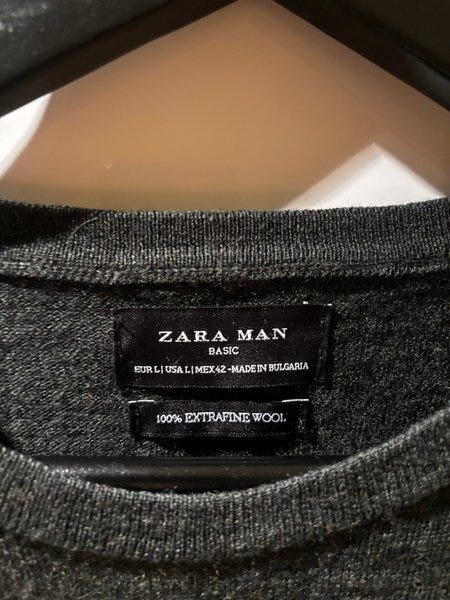 ZARA MAN
BASIC
EUR L | USA L | MEX 42 - MADE IN BULGARIA
100% EXTRAFINE WOOL